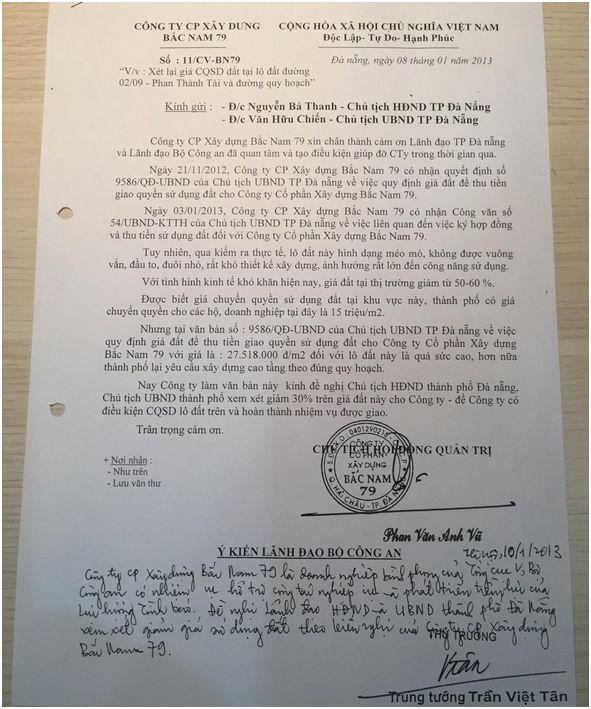 CÔNG TY CP XÂY DỰNG
BẮC NAM 79
CỘNG HÒA XÃ HỘI CHỦ NGHĨA VIỆT NAM
Độc Lập- Tự Do- Hạnh Phúc
Số : 11/CV-BN79
Đà nẵng, ngày 08 tháng 01 năm 2013
"V/v : Xét lại giá CQSD đất tại lô đất đường
02/09 - Phan Thành Tài và đường quy hoạch"
Kính gửi : - Đ/c Nguyễn Bá Thanh - Chủ tịch HĐND TP Đà Nẵng
- Đ/c Văn Hữu Chiến - Chủ tịch UBND TP Đà Nẵng
Công ty CP Xây dựng Bắc Nam 79 xin chân thành cảm ơn Lãnh đạo TP Đà nẵng
và Lãnh đạo Bộ Công an đã quan tâm và tạo điều kiện giúp đỡ CTy trong thời gian qua.
Ngày 21/11/2012, Công ty CP Xây dựng Bắc Nam 79 có nhận quyết định số
9586/QĐ-UBND của Chủ tịch UBND TP Đà nẵng về việc quy định giá đất để thu tiền
giao quyền sử dụng đất cho Công ty Cổ phần Xây dựng Bắc Nam 79.
Ngày 03/01/2013, Công ty CP Xây dựng Bắc Nam 79 có nhận Công văn số
54/UBND-KTTH của Chủ tịch UBND TP Đà Nẵng về việc liên quan đến việc ký hợp đồng
và thu tiền sử dụng đất đối với Công ty Cổ phần Xây dựng Bắc Nam 79.
Tuy nhiên, qua kiểm ra thực tế, lô đất này hình dạng méo mó, không được vuông
vắn, đầu to, đuôi nhỏ, rất khó thiết kế xây dựng, ảnh hưởng rất lớn đến công năng sử dụng.
Với tình hình kinh tế khó khăn hiện nay, giá đất tại thị trường giảm từ 50-60 %.
Được biết giá chuyển quyền sử dụng đất tại khu vực này, thành phố có giá
chuyển quyền cho các hộ, doanh nghiệp tại đây là 15 triệu/m2.
Nhưng tại văn bản số : 9586/QĐ-UBND của Chủ tịch UBND TP Đà nẵng về việc
quy định giá đất để thu tiền giao quyền sử dụng đất cho Công ty Cổ phần Xây dựng
Bắc Nam 79 với giá là : 27.518.000 đ/m2 đối với lô đất này là quá sức cao, hơn nữa
thành phố lại yêu cầu xây dựng cao tầng theo đúng quy hoạch.
Nay Công ty làm văn bản này kính đề nghị Chủ tịch HĐND thành phố Đà nẵng,
Chủ tịch UBND thành phố xem xét giảm 30% trên giá đất này cho Công ty - để Công ty có
điều kiện CQSD lô đất trên và hoàn thành nhiệm vụ được giao.
Trân trọng cảm ơn.
CHỦ TỊCH HỘI ĐỒNG QUẢN TRỊ
+ Nơi nhận :
- Như trên
- Lưu văn thư
CÔNG TY
CỔ PHẦN
XÂY DỰNG
BẮC NAM
79
Q. HẢI CHÂU - TP. ĐÀ NẴNG
Phan Văn Anh Vũ
Ý KIẾN LÃNH ĐẠO BỘ CÔNG AN
10/1/2013
Công ty CP Xây dựng Bắc Nam 79 là doanh nghiệp bình phong của Tổng cục V, Bộ
Công an có nhiệm vụ hỗ trợ công tác nghiệp vụ và phát triển tiềm lực của
Lực lượng Tình báo. Đề nghị Lãnh đạo HĐND và UBND thành phố Đà Nẵng
xem xét giảm giá sử dụng đất theo kiến nghị của Công ty CP Xây dựng
Bắc Nam 79.
THỨ TRƯỞNG
Trung tướng Trần Việt Tân